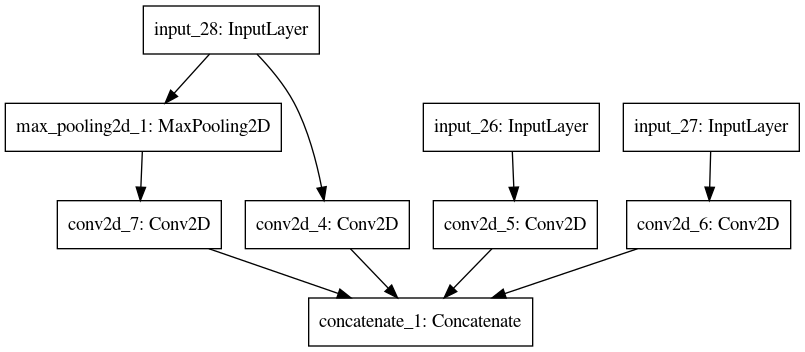 input_28: InputLayer
max_pooling2d_1: MaxPooling2D
input_26: InputLayer
input_27: InputLayer
conv2d_7: Conv2D
conv2d_4: Conv2D
conv2d_5: Conv2D
conv2d_6: Conv2D
concatenate_1: Concatenate